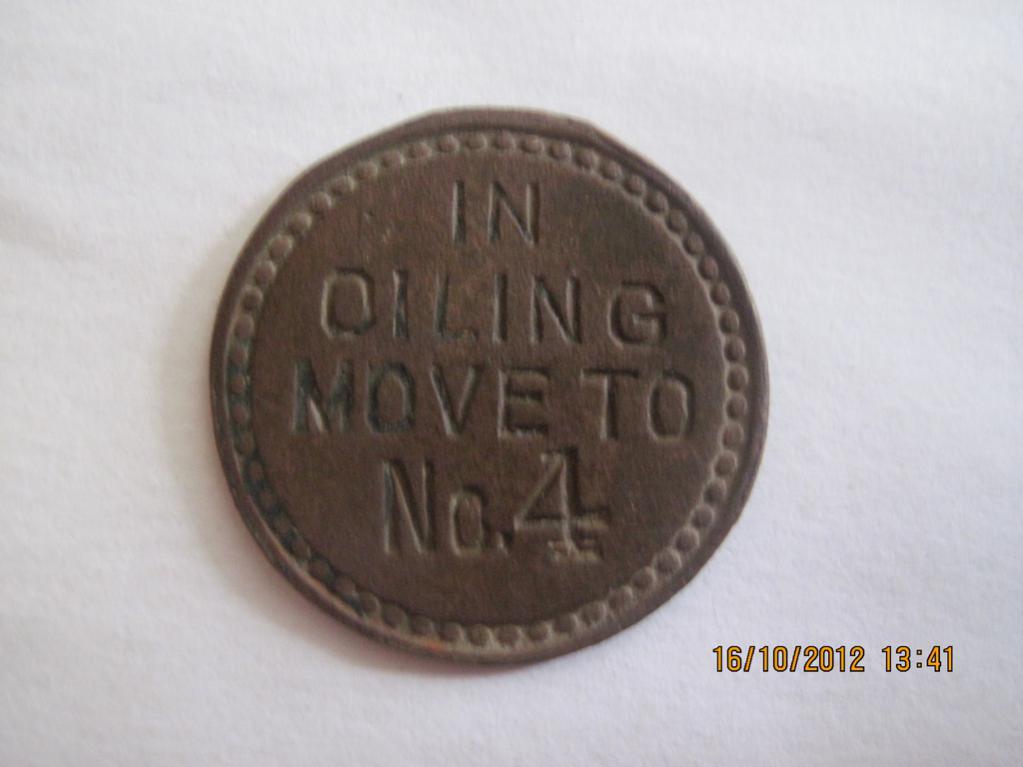 IN
OILING
MOVE TO
No. 4
16/10/2012 13:41